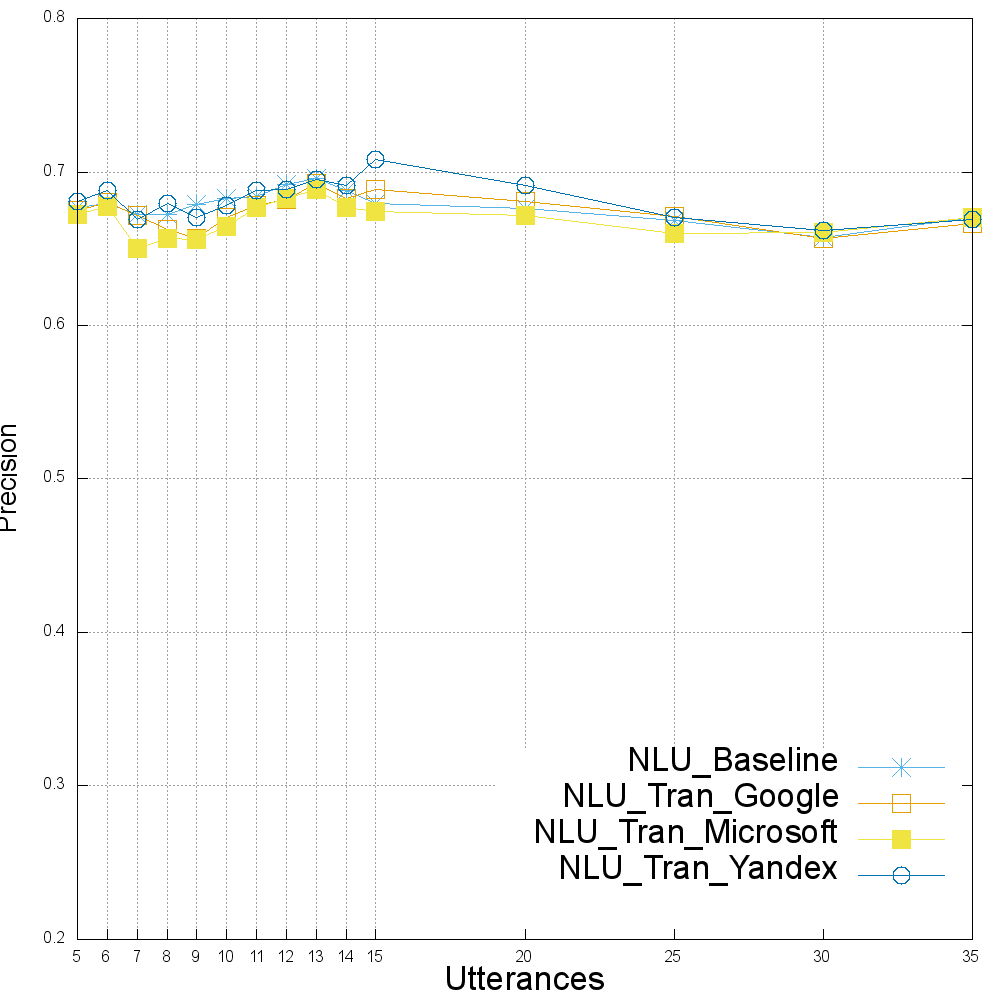 0.8
0.7
0.6
0.5
0.4
0.3
0.2
Precision
NLU_Baseline
NLU_Tran_Google
NLU_Tran_Microsoft
NLU_Tran_Yandex
5 6 7 8 9 10 11 12 13 14 15 20 25 30 35
Utterances